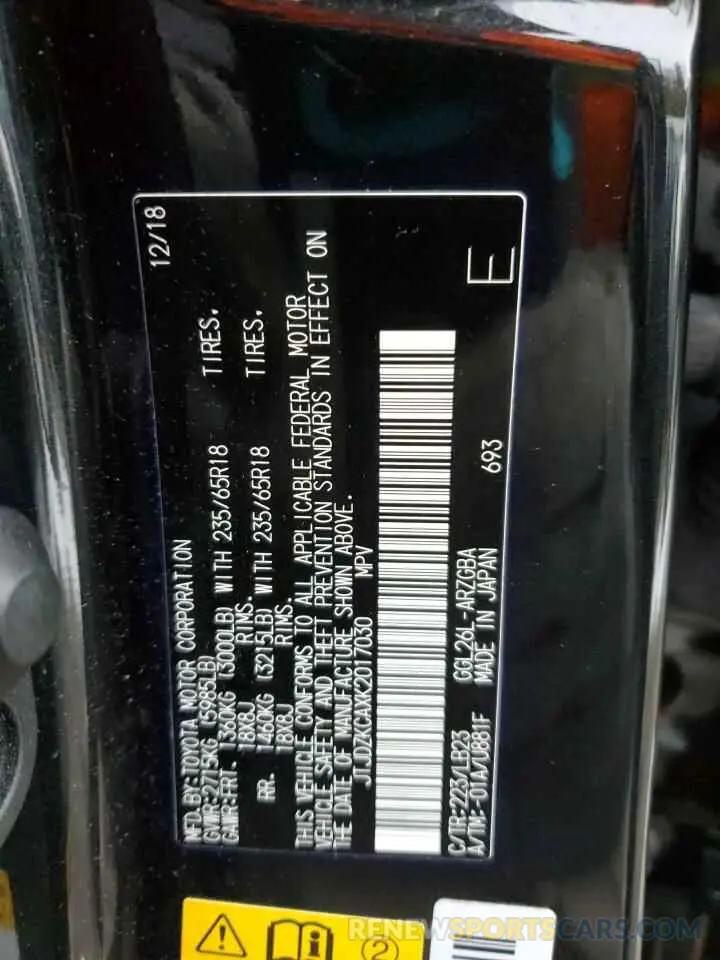 MFD.BY:TOYOTA MOTOR CORPORATION 12/18
GVWR:2715KG (5985LB)
GAWR:FRT. 1360KG (3000LB) WITH 235/65R18 TIRES.
18X8J RIMS.
RR. 1460KG (3215LB) WITH 235/65R18 TIRES.
18X8J RIMS.
THIS VEHICLE CONFORMS TO ALL APPLICABLE FEDERAL MOTOR
VEHICLE SAFETY AND THEFT PREVENTION STANDARDS IN EFFECT ON
THE DATE OF MANUFACTURE SHOWN ABOVE.
JTJDZKCAXK2017030 MPV
C/TR:223/LB23 GGL26L-ARZGBA
A/TM:-01A/U881F MADE IN JAPAN 693 E
2
RENEWSPORTSCARS.COM